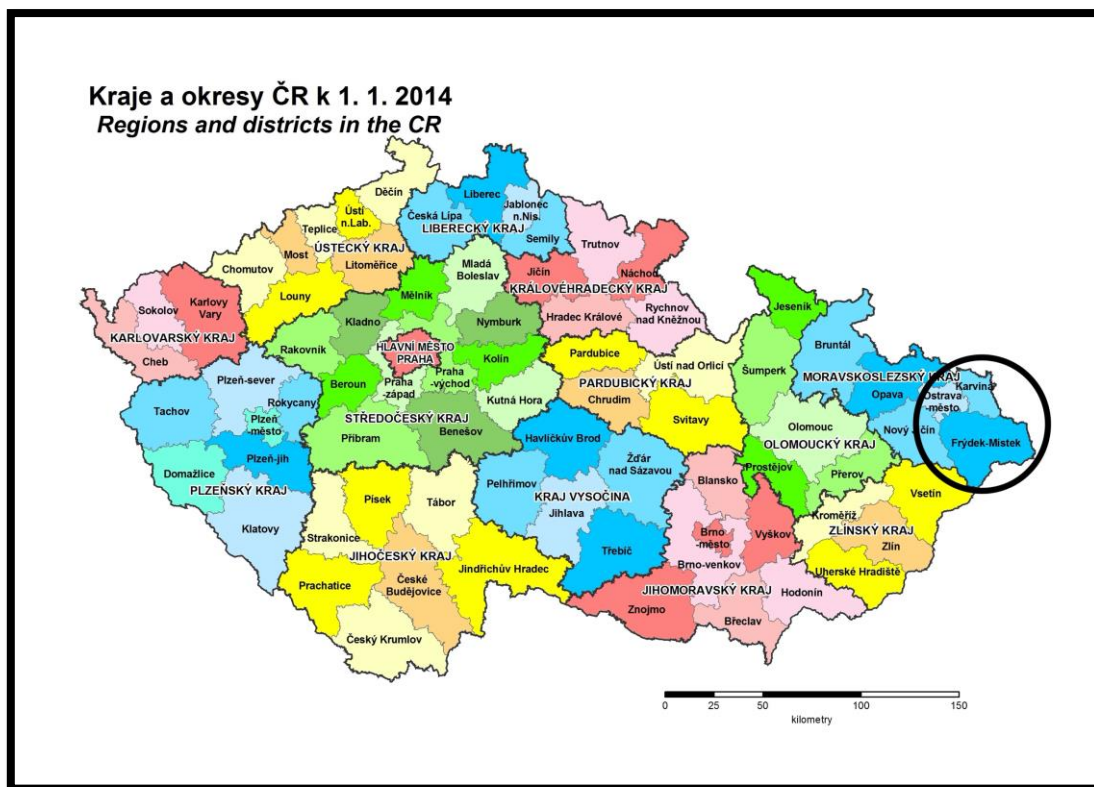 Kraje a okresy ČR k 1. 1. 2014
Regions and districts in the CR
Děčín
Ústí
n.Lab.
Teplice
Most
ÚSTECKÝ KRAJ
Litoměřice
Chomutov
Louny
Liberec
Česká Lípa
Jablonec
n.Nis.
LIBERECKÝ KRAJ
Semily
Trutnov
Jičín
Náchod
KRÁLOVÉHRADECKÝ KRAJ
Hradec Králové
Rychnov
nad Kněžnou
Sokolov
Karlovy
Vary
KARLOVARSKÝ KRAJ
Cheb
Mladá
Boleslav
Mělník
Kladno
Nymburk
Rakovník
HLAVNÍ MĚSTO
PRAHA
Kolín
Beroun
Praha
-západ
Praha
-východ
Kutná Hora
STŘEDOČESKÝ KRAJ
Příbram
Benešov
Pardubice
Ústí nad Orlicí
PARDUBICKÝ KRAJ
Chrudim
Svitavy
Jeseník
Šumperk
Olomouc
OLOMOUCKÝ KRAJ
Prostějov
Přerov
Bruntál
MORAVSKOSLEZSKÝ KRAJ
Opava
Karviná
Ostrava
-město
Nový Jičín
Frýdek-Místek
Plzeň-sever
Tachov
Rokycany
Plzeň
-město
Domažlice
Plzeň-jih
PLZEŇSKÝ KRAJ
Klatovy
Písek
Tábor
Strakonice
JIHOČESKÝ KRAJ
Prachatice
České
Budějovice
Jindřichův Hradec
Český Krumlov
Havlíčkův Brod
Žďár
nad Sázavou
Pelhřimov
KRAJ VYSOČINA
Jihlava
Třebíč
Blansko
Brno
-město
Vyškov
Brno-venkov
JIHOMORAVSKÝ KRAJ
Znojmo
Břeclav
Hodonín
Vsetín
Kroměříž
ZLÍNSKÝ KRAJ
Zlín
Uherské Hradiště
0 25 50 100 150
kilometry